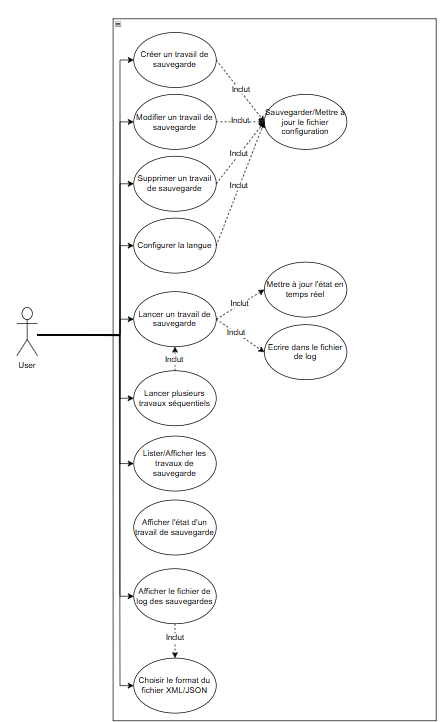 Créer un travail de
sauvegarde
Inclut
Modifier un travail de
sauvegarde
Inclut
Sauvegarder/Mettre à
jour le fichier
configuration
Inclut
Supprimer un travail
de sauvegarde
Inclut
Configurer la langue
Mettre à jour l'état en
temps réel
Inclut
Lancer un travail de
sauvegarde
Inclut
Ecrire dans le fichier
de log
User
Inclut
Lancer plusieurs
travaux séquentiels
Lister/Afficher les
travaux de
sauvegarde
Afficher l'état d'un
travail de sauvegarde
Afficher le fichier de
log des sauvegardes
Inclut
Choisir le format du
fichier XML/JSON